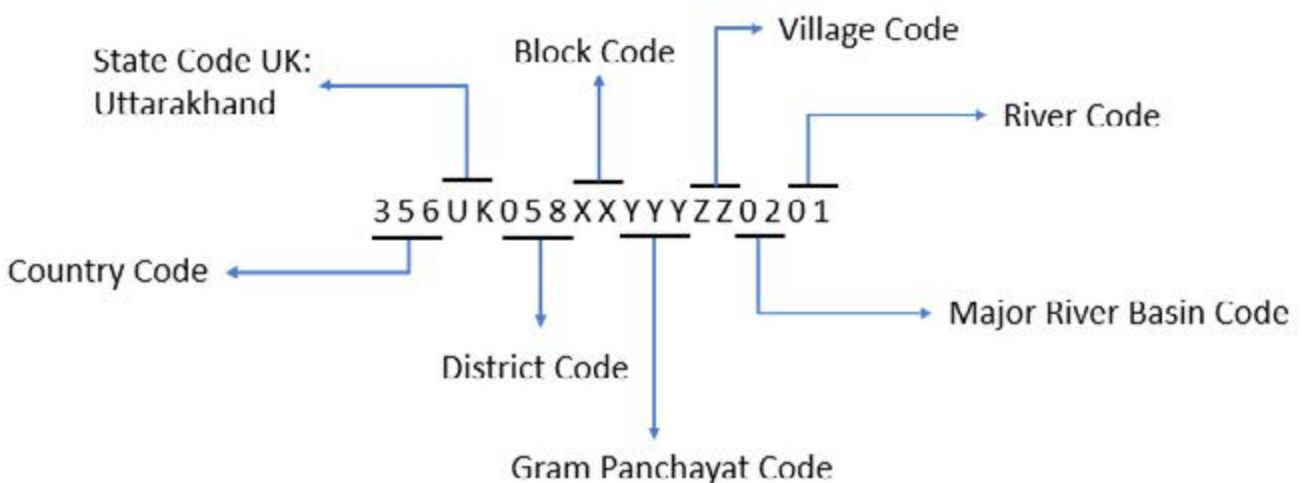 Village Code
Block Code
State Code UK:
Uttarakhand
River Code
356UK058XXYYYZZ0201
Country Code
Major River Basin Code
District Code
Gram Panchayat Code